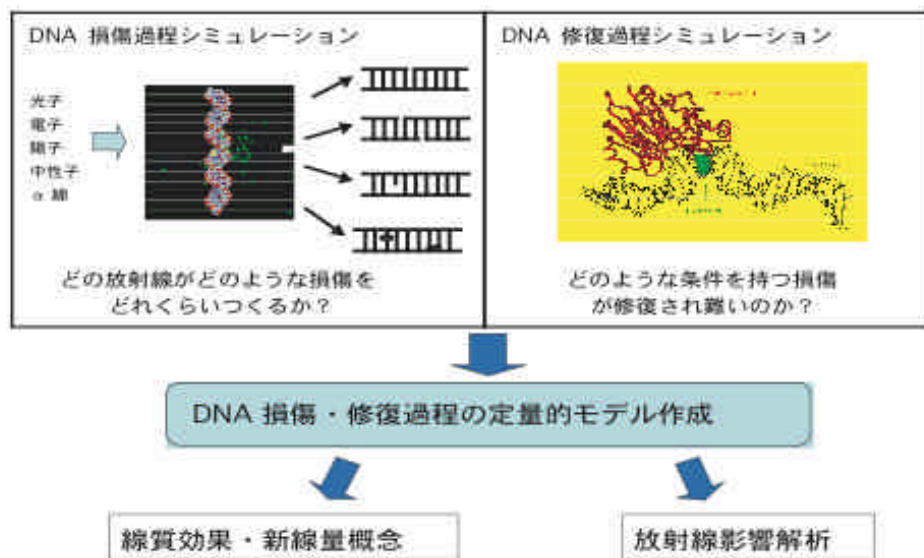 DNA 損傷過程シミュレーション
光子
電子
陽子
中性子
α 線
どの放射線がどのような損傷を
どれくらいつくるか？
DNA 修復過程シミュレーション
どのような条件を持つ損傷
が修復され難いのか？
DNA 損傷・修復過程の定量的モデル作成
線質効果・新線量概念
放射線影響解析